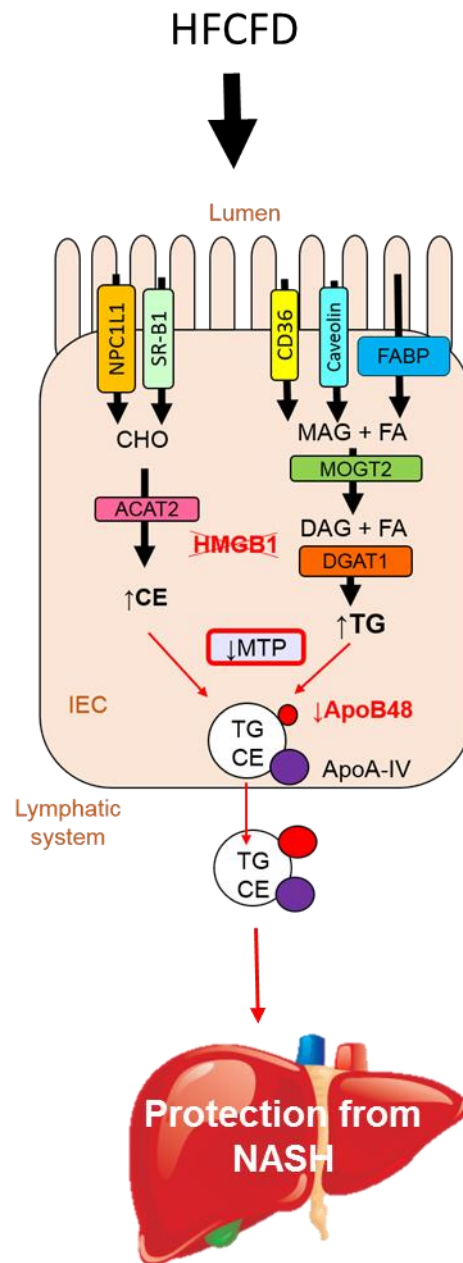 HFCFD
Lumen
NPC1L1
SR-B1
CD36
Caveolin
FABP
CHO
MAG + FA
MOGT2
ACAT2
DAG + FA
HMGB1
DGAT1
↑CE
↑TG
↓MTP
IEC
↓ApoB48
TG
CE
ApoA-IV
Lymphatic
system
TG
CE
Protection from
NASH